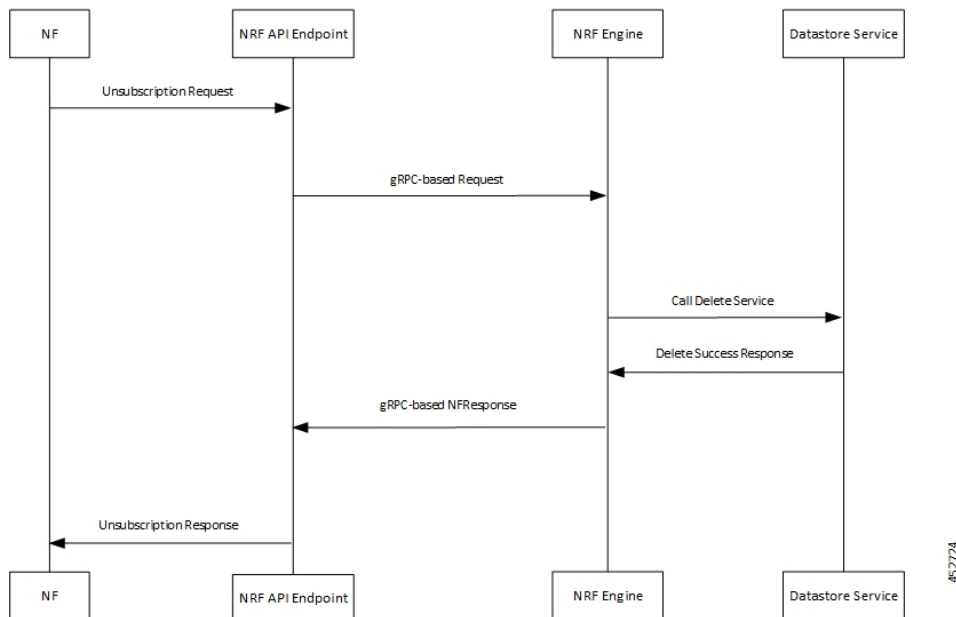 NF
NRF API Endpoint
NRF Engine
Datastore Service
Unsubscription Request
gRPC-based Request
Call Delete Service
Delete Success Response
gRPC-based NFResponse
Unsubscription Response
NF
NRF API Endpoint
NRF Engine
Datastore Service
452724